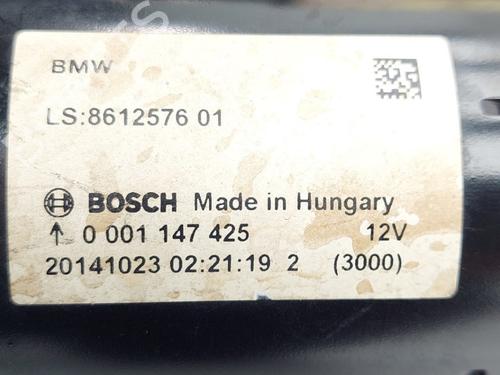 BMW
LS:8612576 01
BOSCH Made in Hungary
↑ 0 001 147 425 12V
20141023 02:21:19 2 (3000)